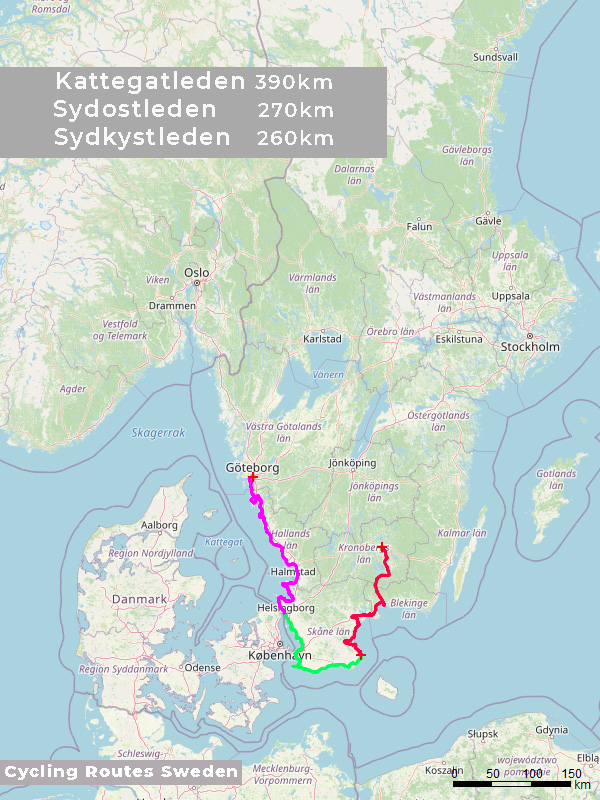 Romsdal
Sundsvall
Kattegatleden 390km
Sydostleden 270km
Sydkystleden 260km
Gävleborgs
län
Dalarnas
län
Gävle
Falun
Uppsala
län
Oslo
Viken
Värmlands
län
Västmanlands
län
Uppsala
Drammen
Vestfold
og Telemark
Örebro län
Karlstad
Eskilstuna
Stockholm
Vänern
Agder
Östergötlands
län
Västra Götalands
län
Skagerrak
Göteborg
Jönköping
Gotlands
län
Jönköpings
län
Aalborg
Hallands
län
Kalmar län
Kattegat
Region Nordjylland
Kronobergs
län
Halmstad
Danmark
Helsingborg
Blekinge
län
Skåne län
København
Region Syddanmark
Odense
Gdynia
Słupsk
Schleswig-
Elbląg
Cycling Routes Sweden
Mecklenburg-
Vorpommern
Koszalin
województwo
0 50 100 150
km
Hamburg